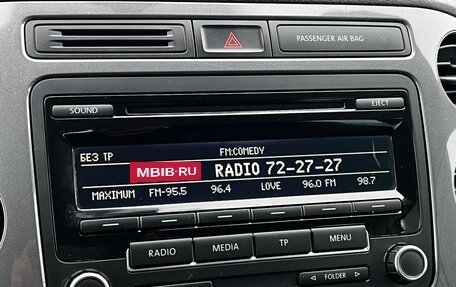 PASSENGER AIR BAG
SOUND
EJECT
БЕЗ TP
FM:COMEDY
MBIB·RU
RADIO 72-27-27
MAXIMUM FM-95.5 96.4 LOVE 96.0 FM 98.7
RADIO
MEDIA
TP
MENU
FOLDER